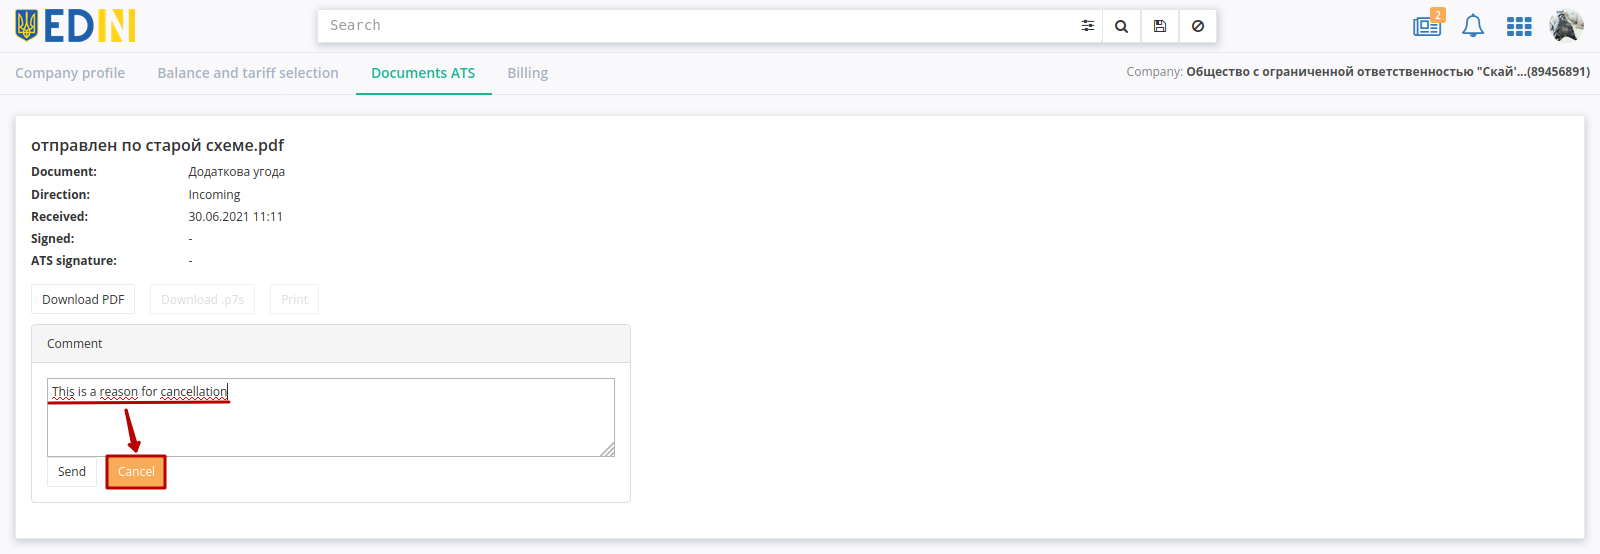 EDIN
Search
2
Company profile
Balance and tariff selection
Documents ATS
Billing
Company: Общество с ограниченной ответственностью "Скай'...(89456891)
отправлен по старой схеме.pdf
Document: Додаткова угода
Direction: Incoming
Received: 30.06.2021 11:11
Signed: -
ATS signature: -
Download PDF
Download .p7s
Print
Comment
This is a reason for cancellation
Send
Cancel